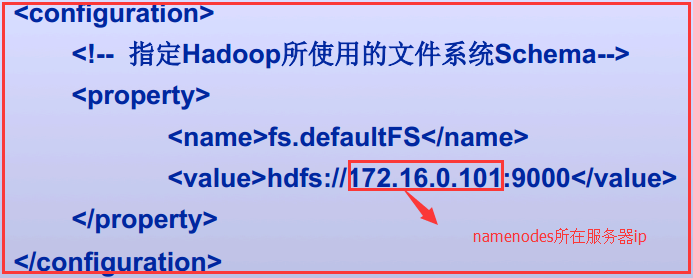 <configuration>
<!-- 指定Hadoop所使用的文件系统Schema-->
<property>
<name>fs.defaultFS</name>
<value>hdfs://172.16.0.101:9000</value>
</property>
namenodes所在服务器ip
</configuration>